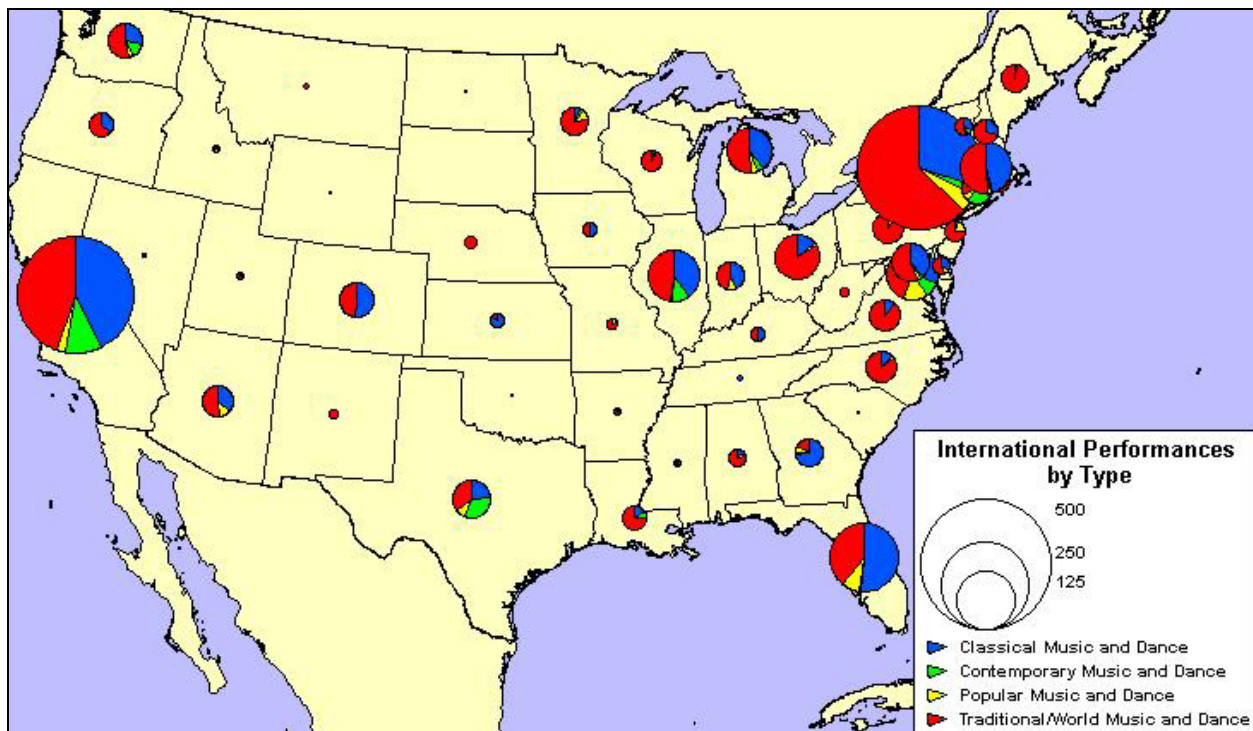 International Performances
by Type
500
250
125
Classical Music and Dance
Contemporary Music and Dance
Popular Music and Dance
Traditional/World Music and Dance